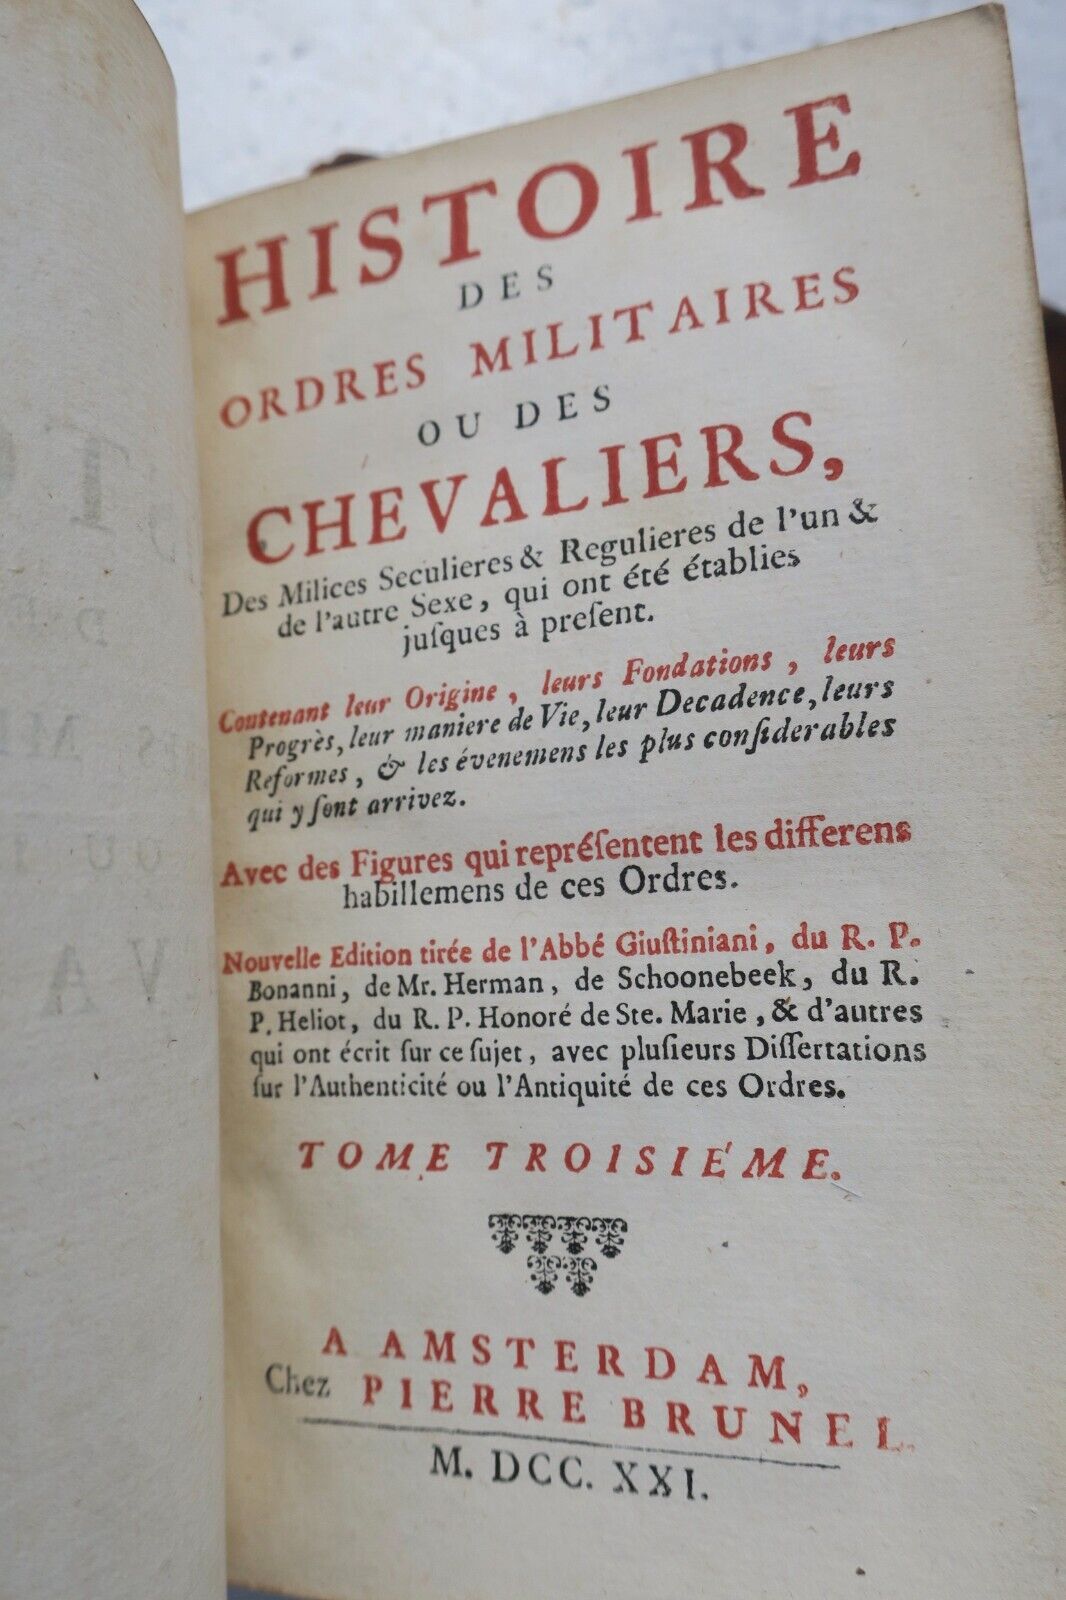 HISTOIRE
DES
ORDRES MILITAIRES
OU DES
CHEVALIERS,
Des Milices Seculieres & Regulieres de l'un &
de l'autre Sexe, qui ont été établies
juſques à preſent.
Contenant leur Origine, leurs Fondations, leurs
Progrès, leur maniere de Vie, leur Decadence, leurs
Reformes, & les évenemens les plus conſiderables
qui y ſont arrivez.
Avec des Figures qui repréſentent les differens
habillemens de ces Ordres.
Nouvelle Edition tirée de l'Abbé Giuſtiniani, du R. P.
Bonanni, de Mr. Herman, de Schoonebeek, du R.
P. Heliot, du R. P. Honoré de Ste. Marie, & d'autres
qui ont écrit ſur ce ſujet, avec pluſieurs Diſſertations
ſur l'Authenticité ou l'Antiquité de ces Ordres.
TOME TROISIÉME.
A AMSTERDAM,
Chez PIERRE BRUNEL.
M. DCC. XXI.